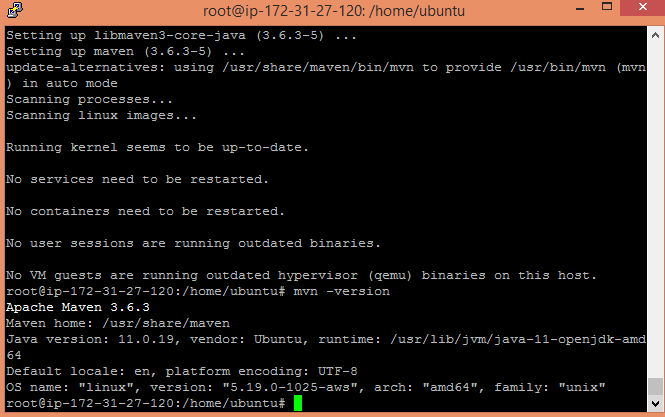 root@ip-172-31-27-120: /home/ubuntu
Setting up libmaven3-core-java (3.6.3-5) ...
Setting up maven (3.6.3-5) ...
update-alternatives: using /usr/share/maven/bin/mvn to provide /usr/bin/mvn (mvn
) in auto mode
Scanning processes...
Scanning linux images...
Running kernel seems to be up-to-date.
No services need to be restarted.
No containers need to be restarted.
No user sessions are running outdated binaries.
No VM guests are running outdated hypervisor (qemu) binaries on this host.
root@ip-172-31-27-120:/home/ubuntu# mvn -version
Apache Maven 3.6.3
Maven home: /usr/share/maven
Java version: 11.0.19, vendor: Ubuntu, runtime: /usr/lib/jvm/java-11-openjdk-amd
64
Default locale: en, platform encoding: UTF-8
OS name: "linux", version: "5.19.0-1025-aws", arch: "amd64", family: "unix"
root@ip-172-31-27-120:/home/ubuntu#